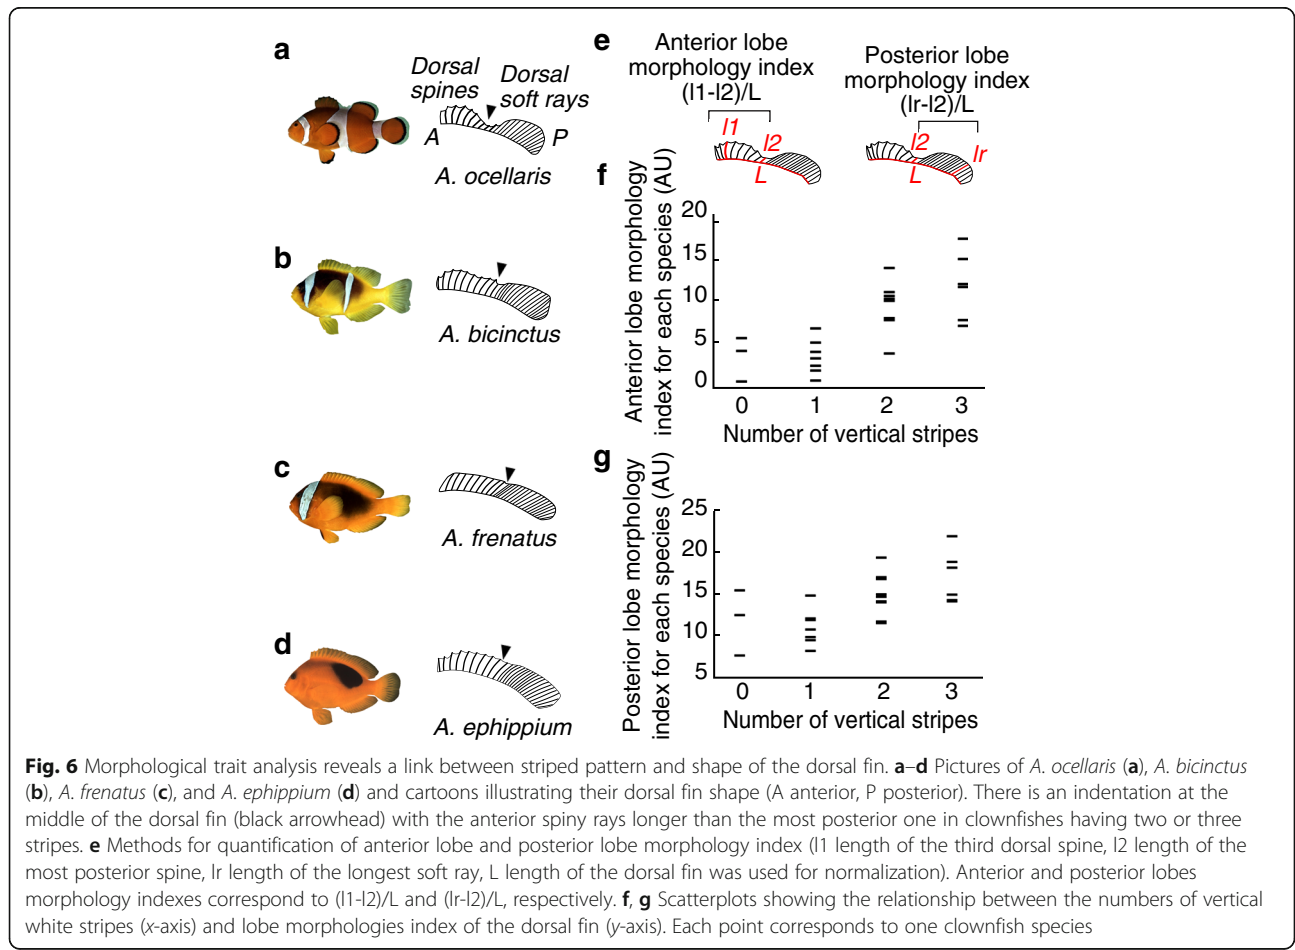 a
Dorsal
spines
Dorsal
soft rays
A
P
A. ocellaris
b
A. bicinctus
c
A. frenatus
d
A. ephippium
e
Anterior lobe
morphology index
(l1-l2)/L
Posterior lobe
morphology index
(lr-l2)/L
l1
l2
L
l2
lr
L
f
Anterior lobe morphology
index for each species (AU)
20
15
10
5
0
0 1 2 3
Number of vertical stripes
g
Posterior lobe morphology
index for each species (AU)
25
20
15
10
5
0 1 2 3
Number of vertical stripes
Fig. 6 Morphological trait analysis reveals a link between striped pattern and shape of the dorsal fin. a–d Pictures of A. ocellaris (a), A. bicinctus
(b), A. frenatus (c), and A. ephippium (d) and cartoons illustrating their dorsal fin shape (A anterior, P posterior). There is an indentation at the
middle of the dorsal fin (black arrowhead) with the anterior spiny rays longer than the most posterior one in clownfishes having two or three
stripes. e Methods for quantification of anterior lobe and posterior lobe morphology index (l1 length of the third dorsal spine, l2 length of the
most posterior spine, lr length of the longest soft ray, L length of the dorsal fin was used for normalization). Anterior and posterior lobes
morphology indexes correspond to (l1-l2)/L and (lr-l2)/L, respectively. f, g Scatterplots showing the relationship between the numbers of vertical
white stripes (x-axis) and lobe morphologies index of the dorsal fin (y-axis). Each point corresponds to one clownfish species